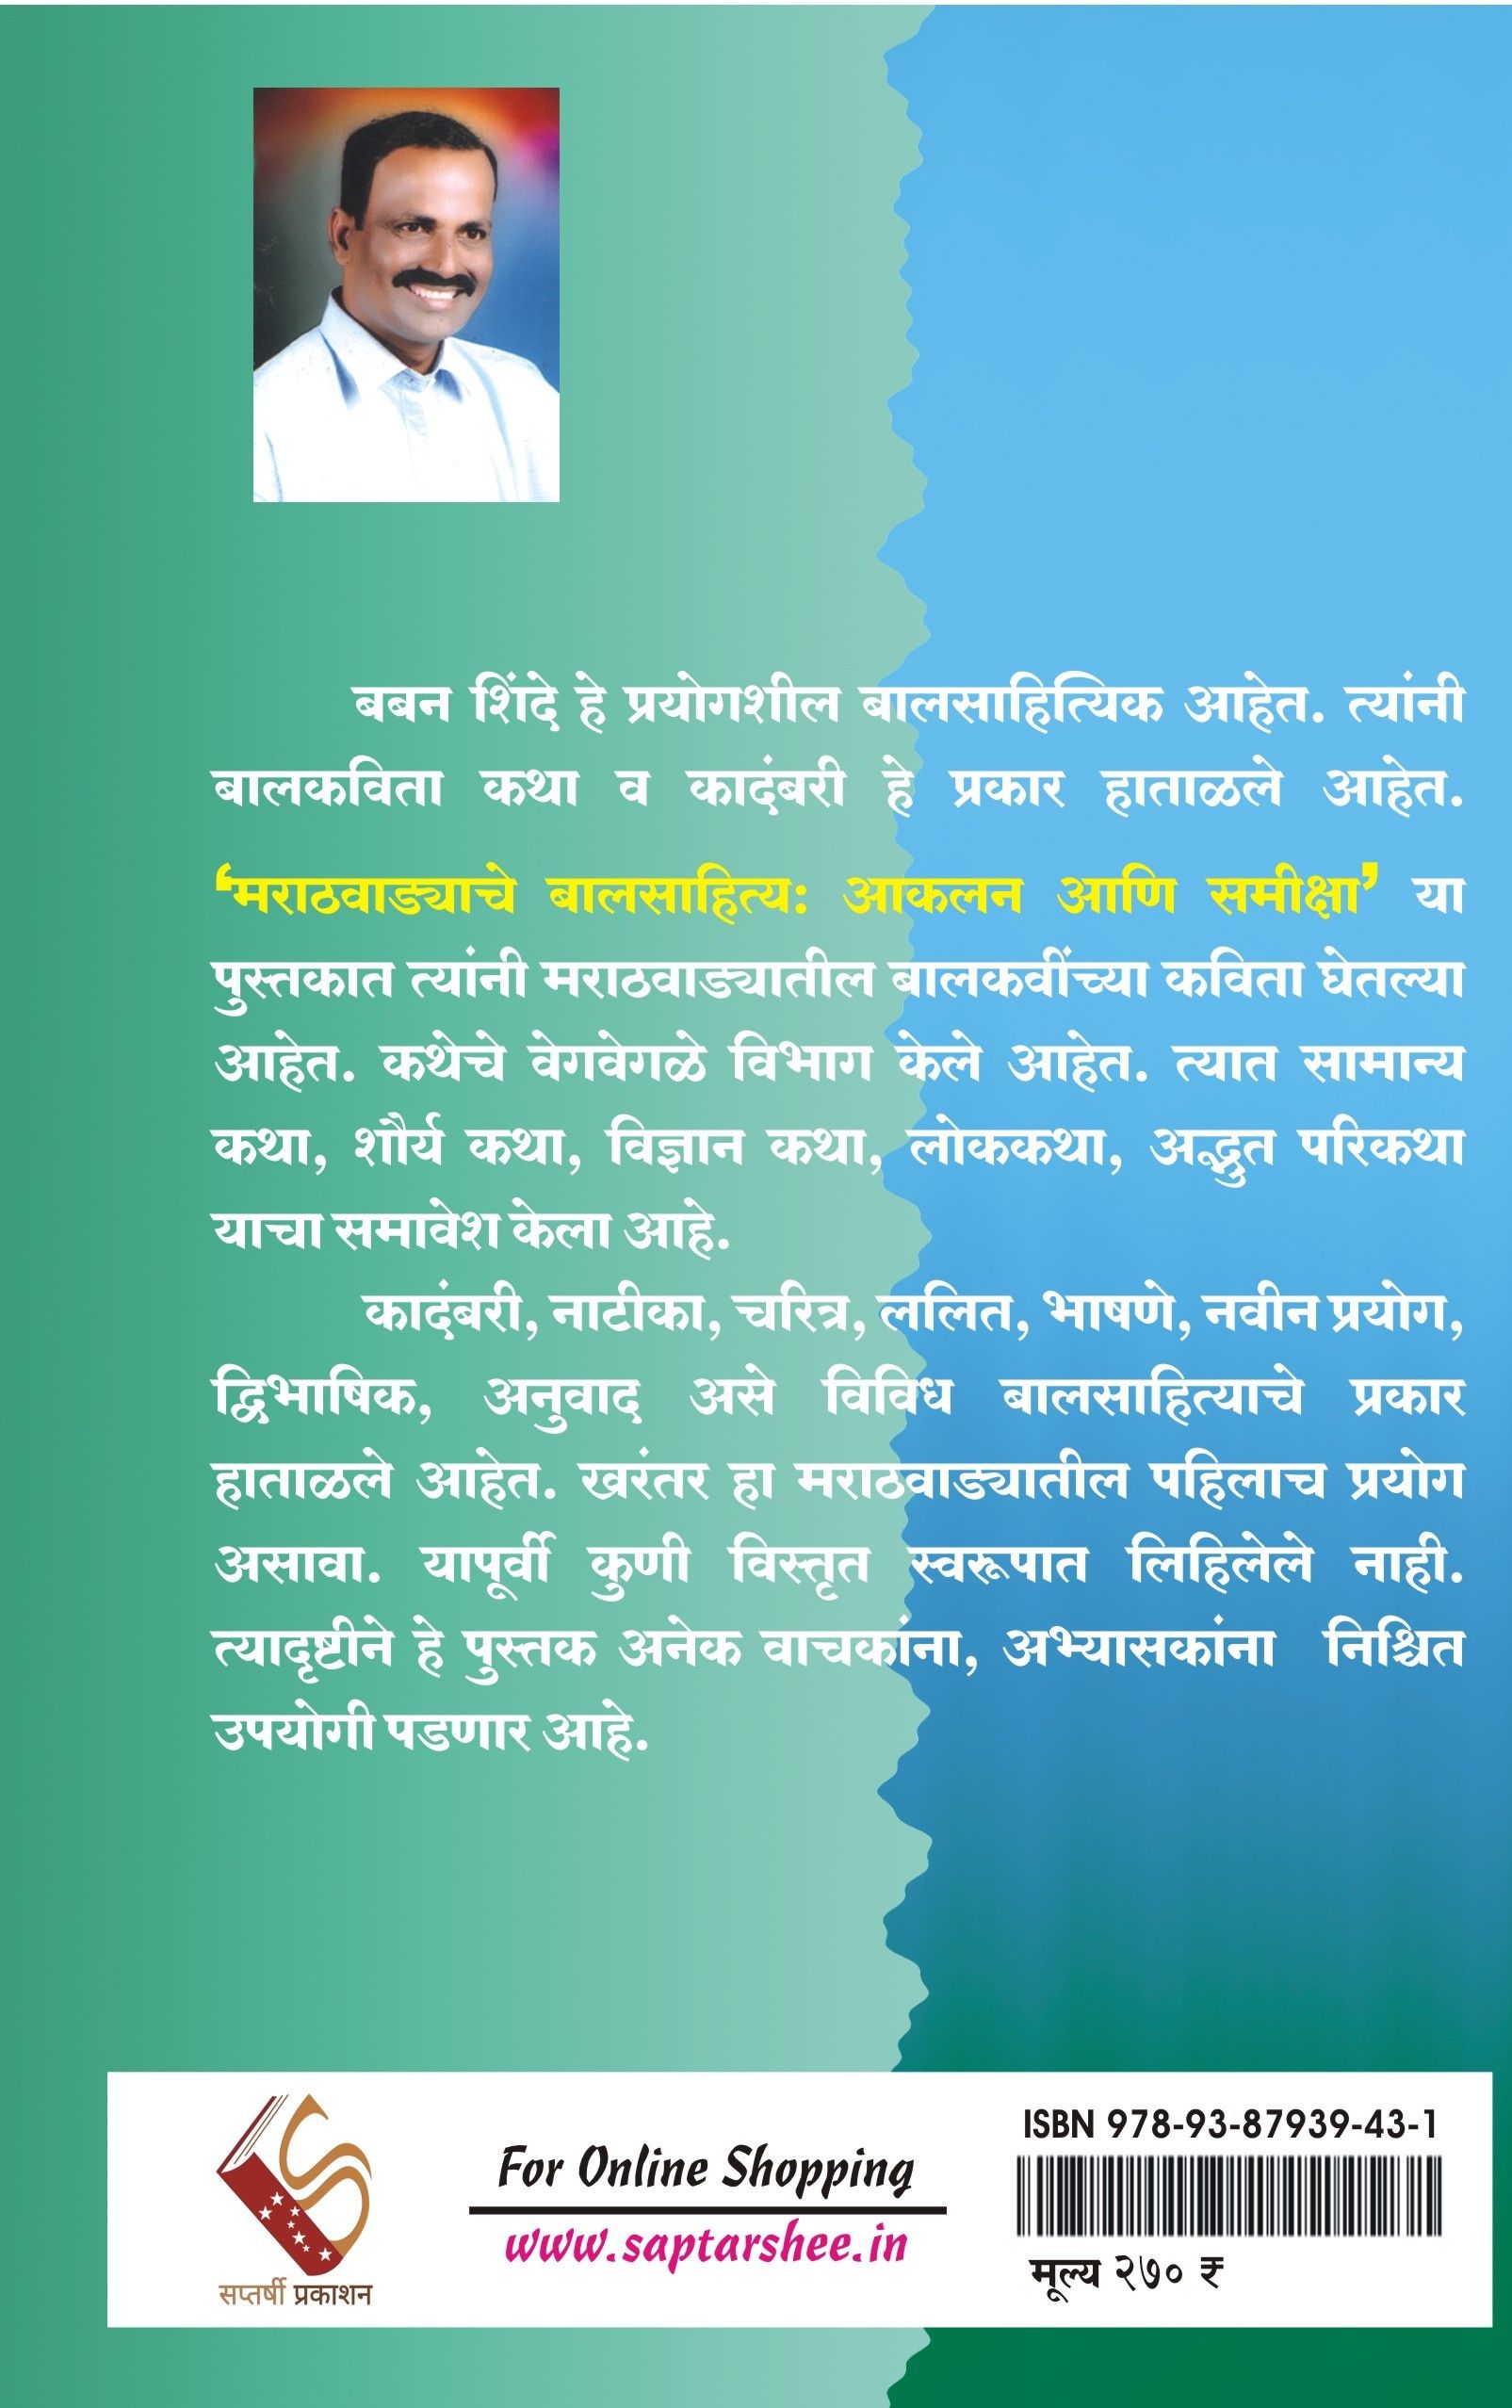 बबन शिंदे हे प्रयोगशील बालसाहित्यिक आहेत. त्यांनी
बालकविता कथा व कादंबरी हे प्रकार हाताळले आहेत.
‘मराठवाड्याचे बालसाहित्य: आकलन आणि समीक्षा’ या
पुस्तकात त्यांनी मराठवाड्यातील बालकवींच्या कविता घेतल्या
आहेत. कथेचे वेगवेगळे विभाग केले आहेत. त्यात सामान्य
कथा, शौर्य कथा, विज्ञान कथा, लोककथा, अद्भुत परिकथा
याचा समावेश केला आहे.
कादंबरी, नाटीका, चरित्र, ललित, भाषणे, नवीन प्रयोग,
द्विभाषिक, अनुवाद असे विविध बालसाहित्याचे प्रकार
हाताळले आहेत. खरंतर हा मराठवाड्यातील पहिलाच प्रयोग
असावा. यापूर्वी कुणी विस्तृत स्वरूपात लिहिलेले नाही.
त्यादृष्टीने हे पुस्तक अनेक वाचकांना, अभ्यासकांना निश्चित
उपयोगी पडणार आहे.
S
सप्तर्षी प्रकाशन
For Online Shopping
www.saptarshee.in
ISBN 978-93-87939-43-1
मूल्य २७० ₹